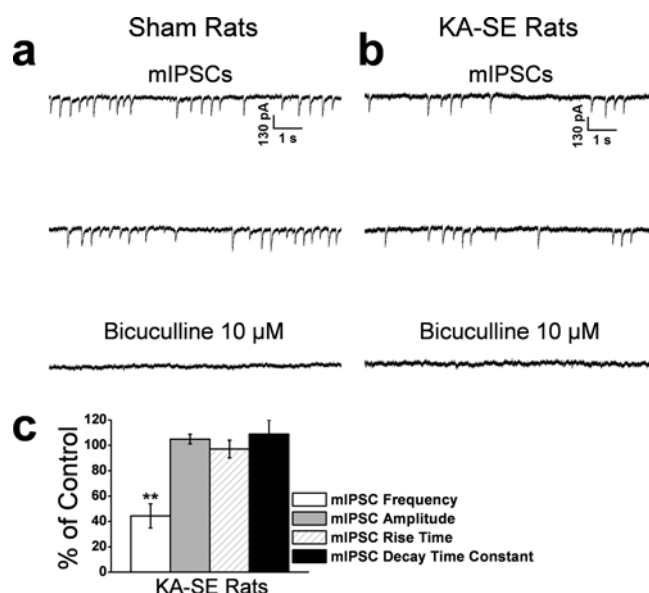 Sham Rats
KA-SE Rats
a
b
mIPSCs
mIPSCs
130 pA
1 s
130 pA
1 s
Bicuculline 10 µM
Bicuculline 10 µM
c
120
100
80
60
40
20
0
% of Control
**
KA-SE Rats
mIPSC Frequency
mIPSC Amplitude
mIPSC Rise Time
mIPSC Decay Time Constant